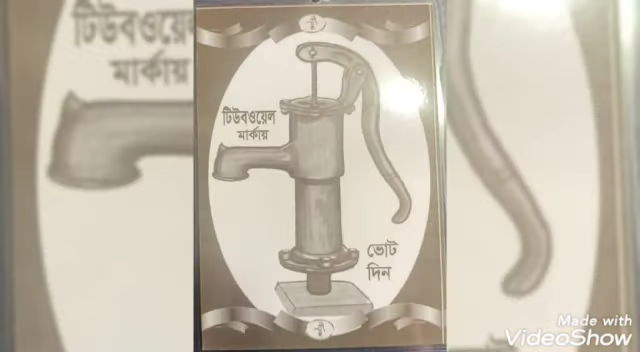 টিউবওয়েল
মার্কায়
টিউবওয়েল
মার্কায়
ভোট
দিন
Made with
VideoShow